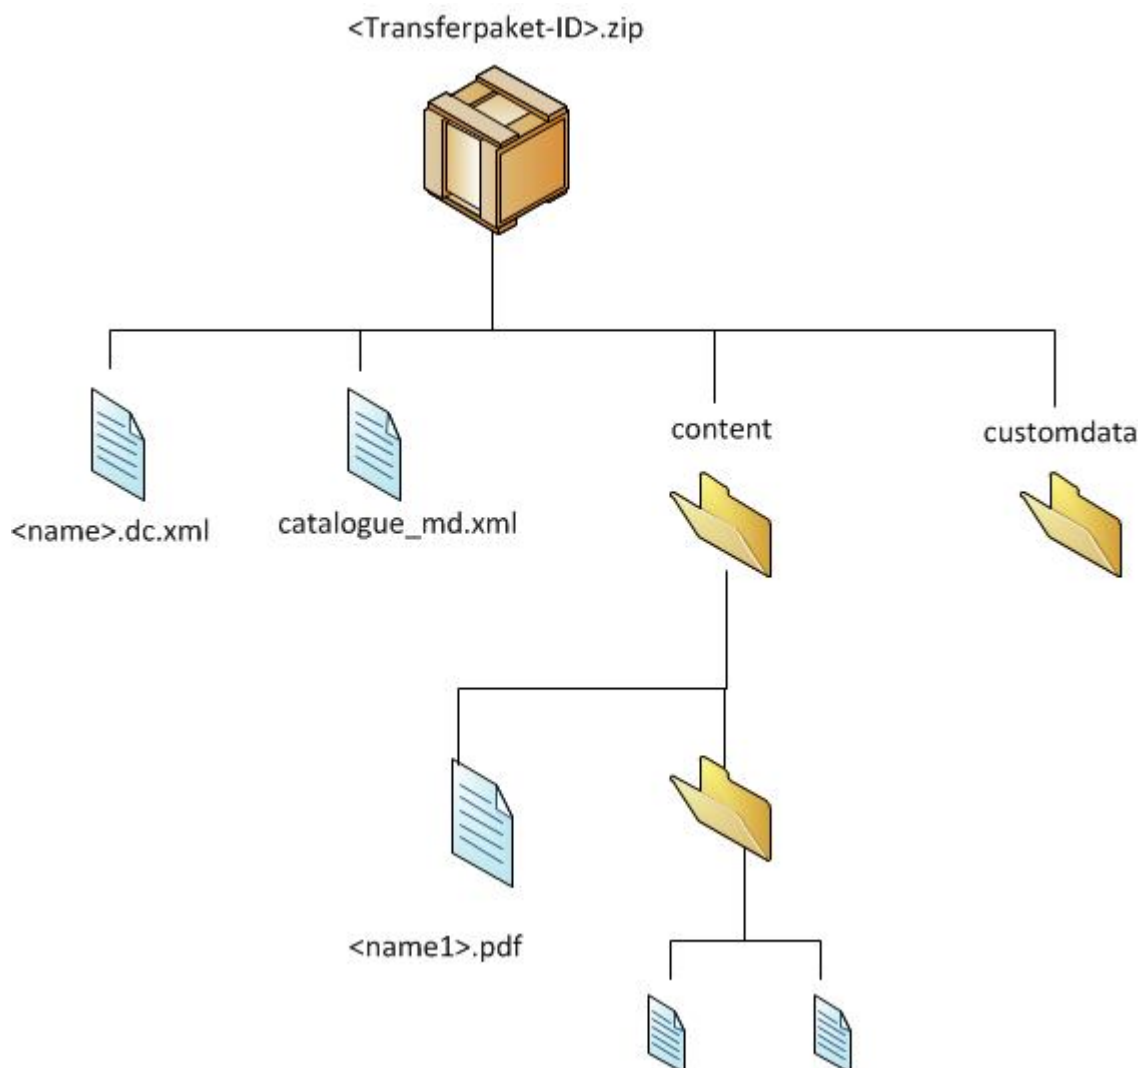 <Transferpaket-ID>.zip
content
customdata
<name>.dc.xml
catalogue_md.xml
<name1>.pdf